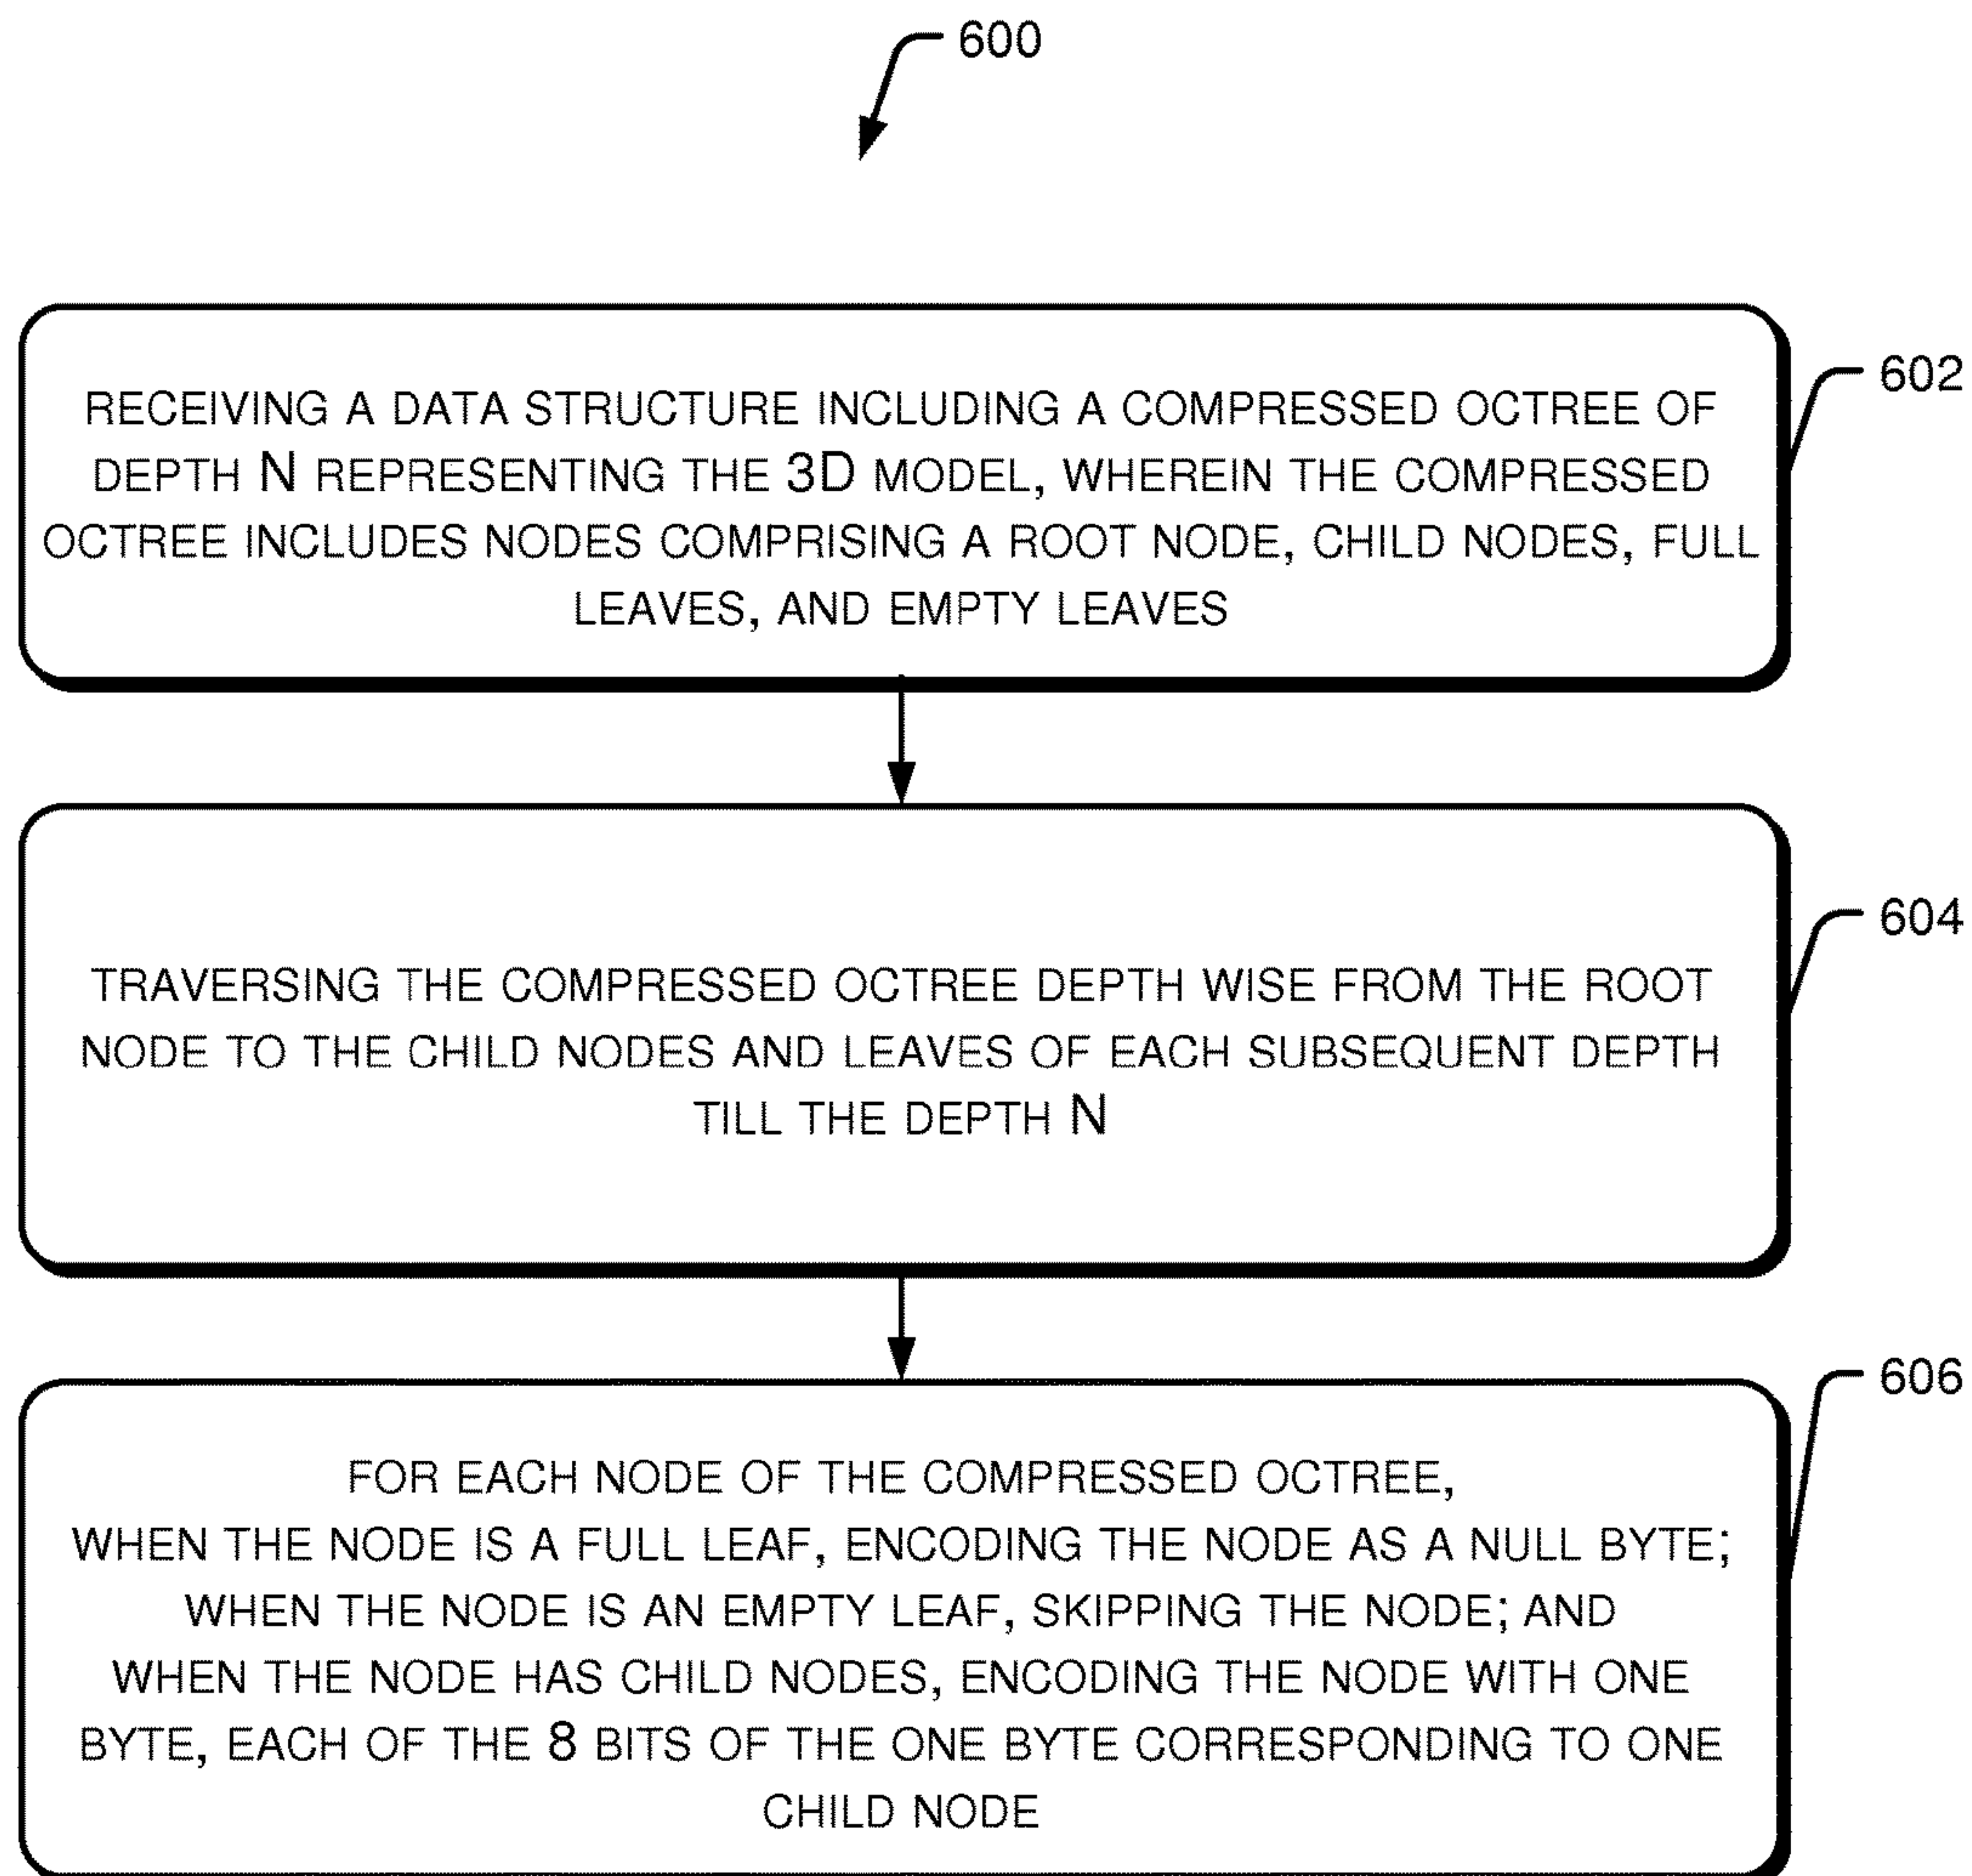 600
RECEIVING A DATA STRUCTURE INCLUDING A COMPRESSED OCTREE OF
DEPTH N REPRESENTING THE 3D MODEL, WHEREIN THE COMPRESSED
OCTREE INCLUDES NODES COMPRISING A ROOT NODE, CHILD NODES, FULL
LEAVES, AND EMPTY LEAVES
602
TRAVERSING THE COMPRESSED OCTREE DEPTH WISE FROM THE ROOT
NODE TO THE CHILD NODES AND LEAVES OF EACH SUBSEQUENT DEPTH
TILL THE DEPTH N
604
FOR EACH NODE OF THE COMPRESSED OCTREE,
WHEN THE NODE IS A FULL LEAF, ENCODING THE NODE AS A NULL BYTE;
WHEN THE NODE IS AN EMPTY LEAF, SKIPPING THE NODE; AND
WHEN THE NODE HAS CHILD NODES, ENCODING THE NODE WITH ONE
BYTE, EACH OF THE 8 BITS OF THE ONE BYTE CORRESPONDING TO ONE
CHILD NODE
606